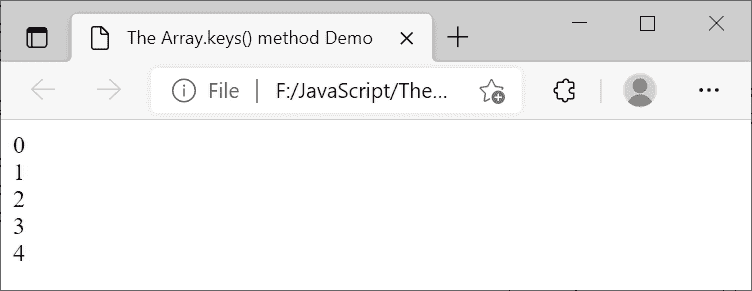 The Array.keys() method Demo
File | F:/JavaScript/The...
0
1
2
3
4